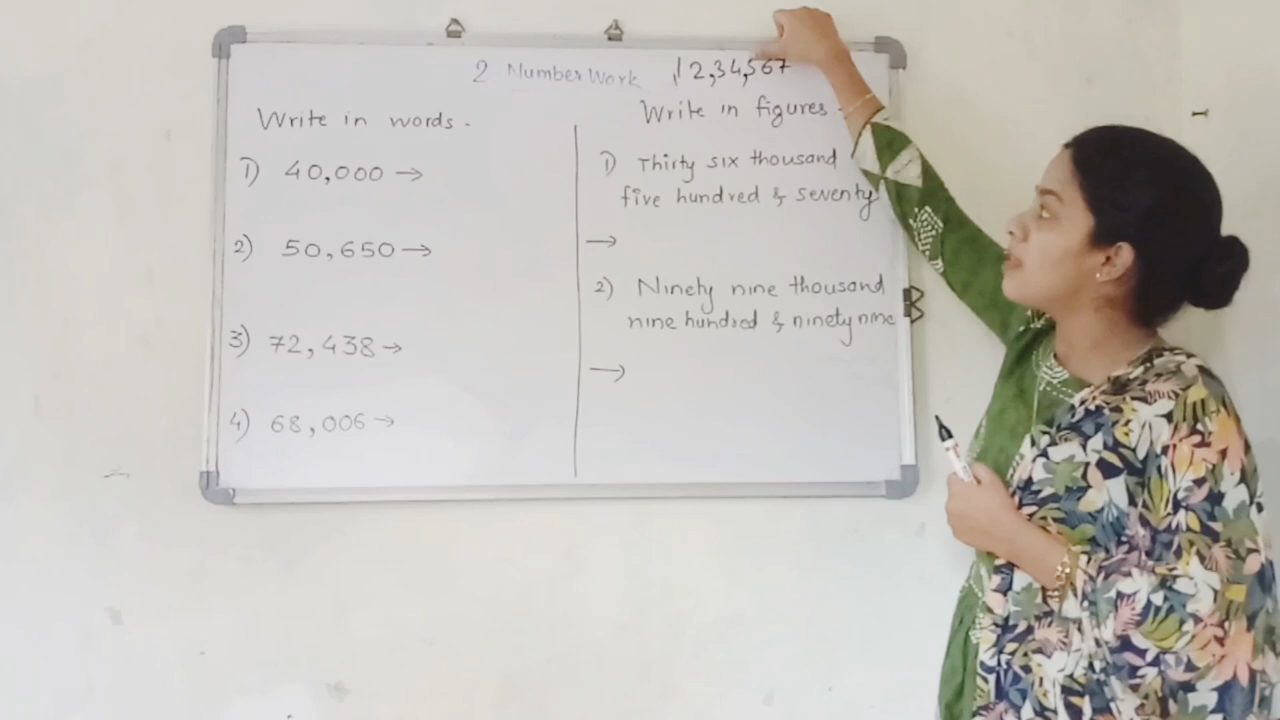 2 Number Work 12,34,567
Write in words -
1) 40,000 →
2) 50,650 →
3) 72,438 →
4) 68,006 →
Write in figures -
1) Thirty six thousand
five hundred & seventy
→
2) Ninety nine thousand
nine hundred & ninety nine
→